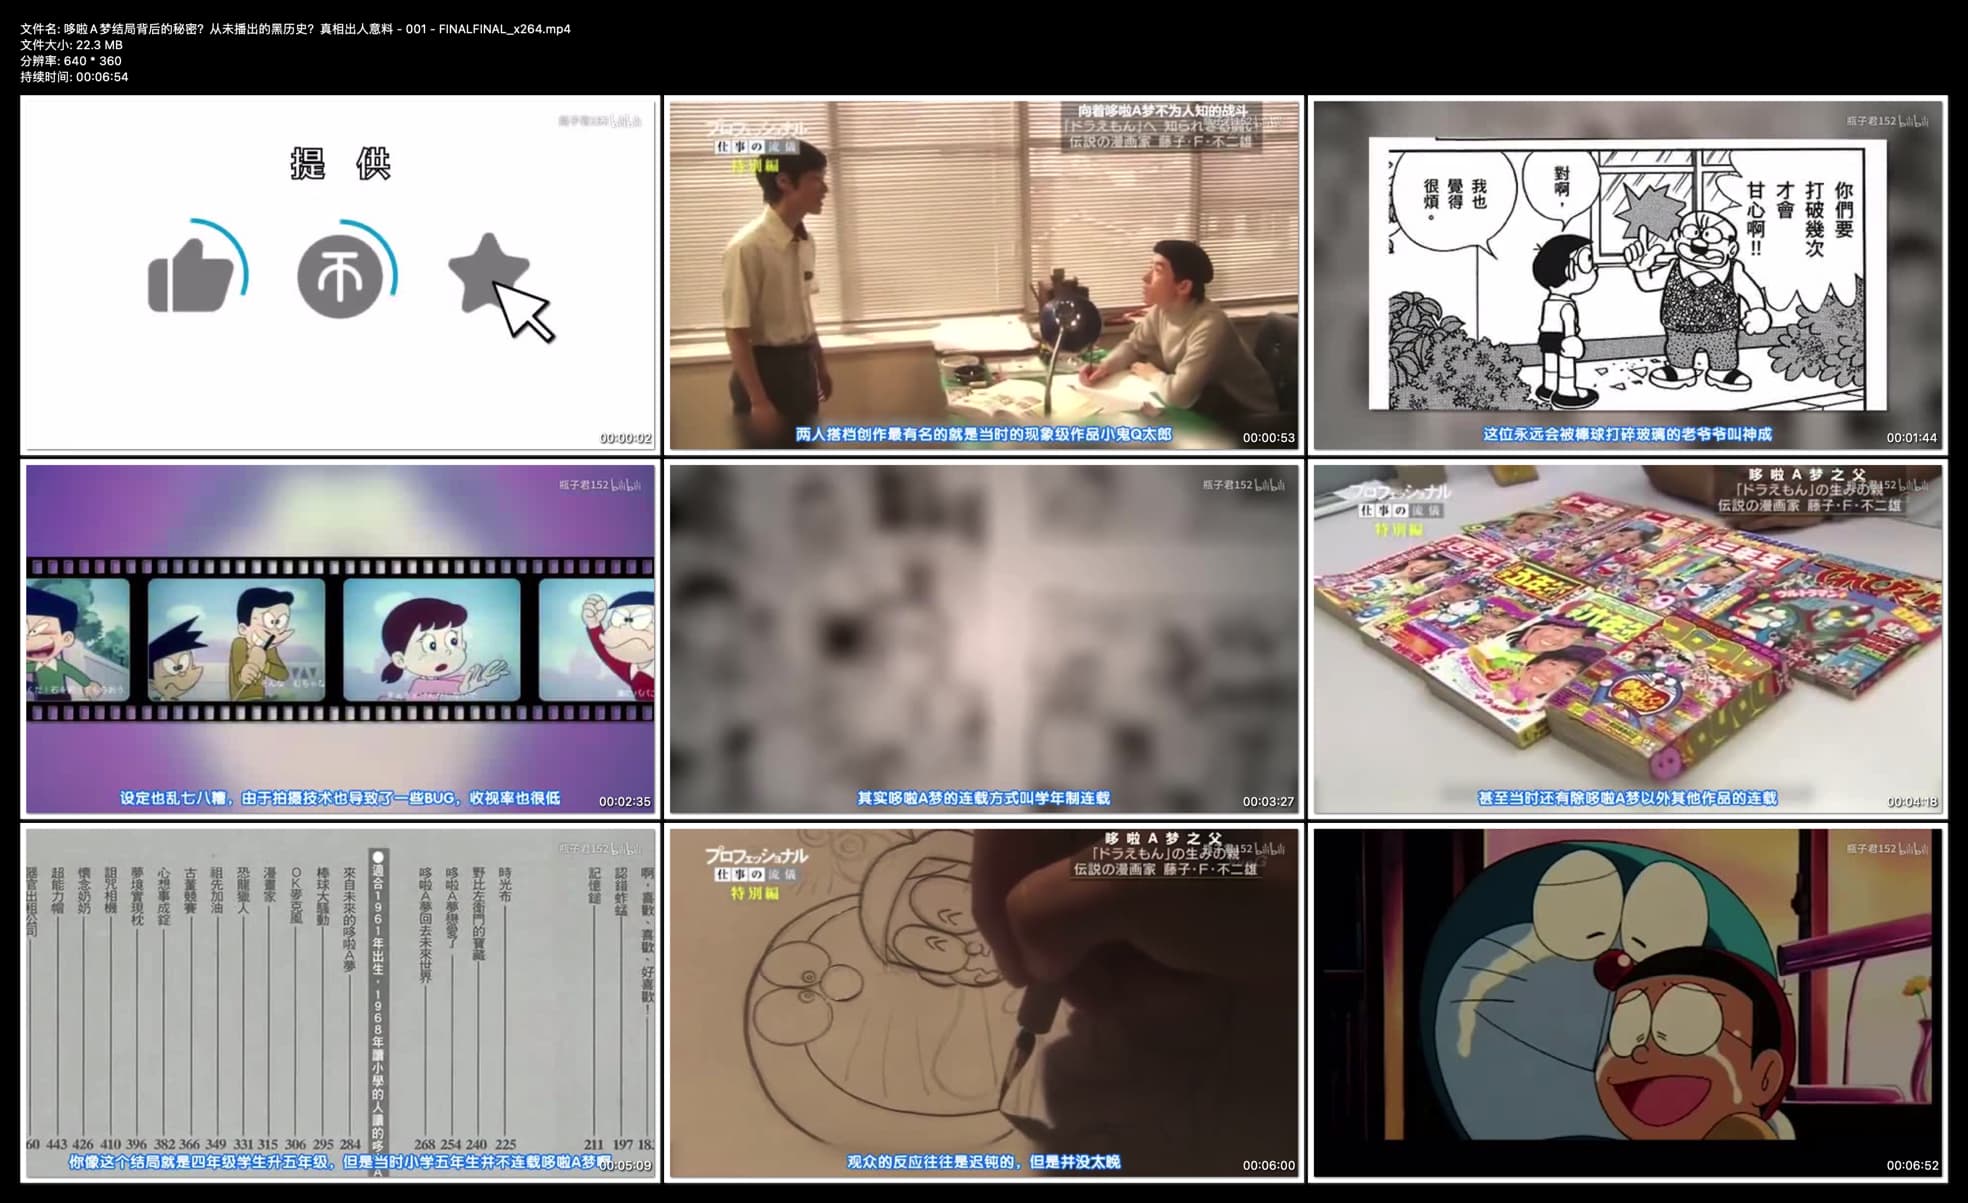 文件名: 哆啦A梦结局背后的秘密？从未播出的黑历史？真相出人意料 - 001 - FINALFINAL_x264.mp4
文件大小: 22.3 MB
分辨率: 640 * 360
持续时间: 00:06:54
提 供
00:00:02
プロフェッショナル
仕事の流儀
特別編
向着哆啦A梦不为人知的战斗
「ドラえもん」へ 知られざる闘い
伝説の漫画家 藤子・F・不二雄
两人搭档创作最有名的就是当时的现象级作品小鬼Q太郎
00:00:53
瓶子君152 bilibili
你們要
打破幾次
才會
甘心啊!!
對啊，
我也
覺得
很煩。
这位永远会被棒球打碎玻璃的老爷爷叫神成
00:01:44
瓶子君152 bilibili
设定也乱七八糟，由于拍摄技术也导致了一些BUG，收视率也很低
00:02:35
瓶子君152 bilibili
其实哆啦A梦的连载方式叫学年制连载
00:03:27
プロフェッショナル
仕事の流儀
特別編
哆啦A梦之父
「ドラえもん」の生みの親
伝説の漫画家 藤子・F・不二雄
甚至当时还有除哆啦A梦以外其他作品的连载
00:04:18
瓶子君152 bilibili
啊，喜歡、喜歡、好喜歡！
認錯蚱蜢 197
記憶鎚 211
時光布 225
野比左衛門的寶藏 240
哆啦A夢戀愛了 254
哆啦A夢回去未來世界 268
●適合1961年出生，1968年讀小學的人讀的哆A
來自未來的哆啦A夢 284
棒球大騷動 295
OK麥克風 306
漫畫家 315
恐龍獵人 331
祖先加油 349
古董競賽 366
心想事成錠 382
夢境實現枕 396
詛咒相機 410
懷念奶奶 426
超能力帽 443
器官出租公司 60
你像这个结局就是四年级学生升五年级，但是当时小学五年生并不连载哆啦A梦啊
00:05:09
プロフェッショナル
仕事の流儀
特別編
哆啦A梦之父
「ドラえもん」の生みの親
伝説の漫画家 藤子・F・不二雄
观众的反应往往是迟钝的，但是并没太晚
00:06:00
瓶子君152 bilibili
00:06:52